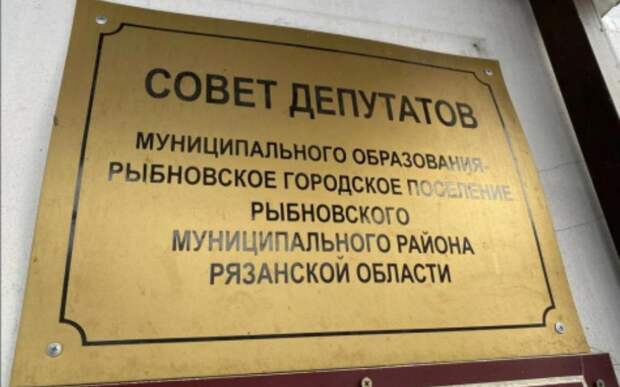 СОВЕТ ДЕПУТАТОВ
МУНИЦИПАЛЬНОГО ОБРАЗОВАНИЯ-
РЫБНОВСКОЕ ГОРОДСКОЕ ПОСЕЛЕНИЕ
РЫБНОВСКОГО
МУНИЦИПАЛЬНОГО РАЙОНА
РЯЗАНСКОЙ ОБЛАСТИ